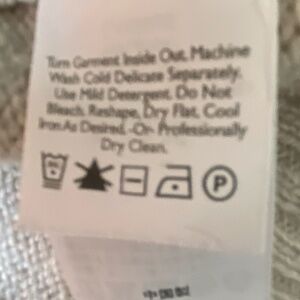 Turn Garment Inside Out. Machine
Wash Cold Delicate Separately.
Use Mild Detergent. Do Not
Bleach. Reshape, Dry Flat, Cool
Iron As Desired. -Or- Professionally
Dry Clean.
P